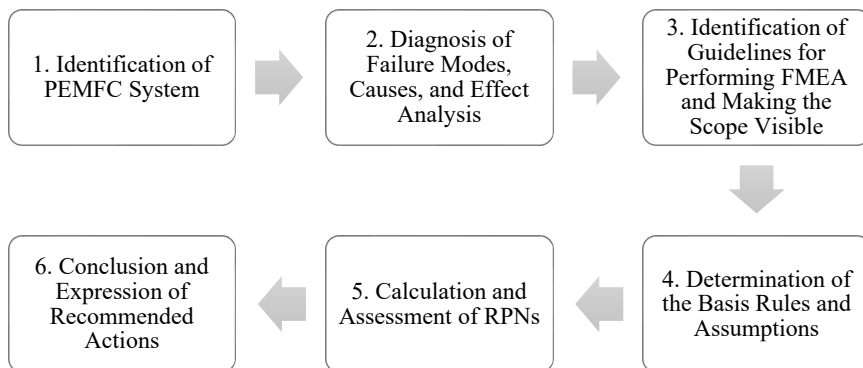 1. Identification of
PEMFC System
2. Diagnosis of
Failure Modes,
Causes, and Effect
Analysis
3. Identification of
Guidelines for
Performing FMEA
and Making the
Scope Visible
4. Determination of
the Basis Rules and
Assumptions
5. Calculation and
Assessment of RPNs
6. Conclusion and
Expression of
Recommended
Actions